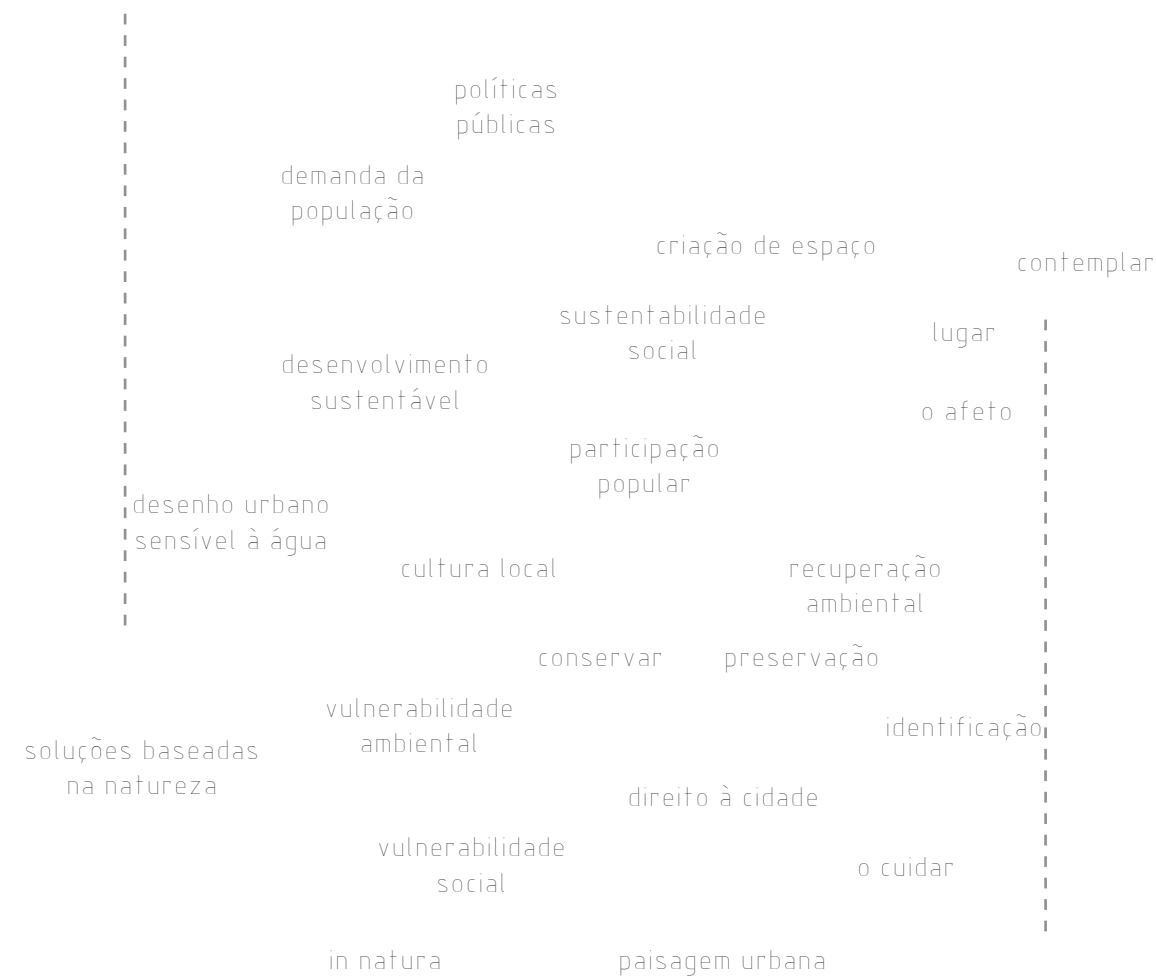 políticas
públicas
demanda da
população
criação de espaço
contemplar
sustentabilidade
social
lugar
desenvolvimento
sustentável
o afeto
participação
popular
desenho urbano
sensível à água
cultura local
recuperação
ambiental
conservar
preservação
vulnerabilidade
ambiental
identificação
soluções baseadas
na natureza
direito à cidade
vulnerabilidade
social
o cuidar
in natura
paisagem urbana